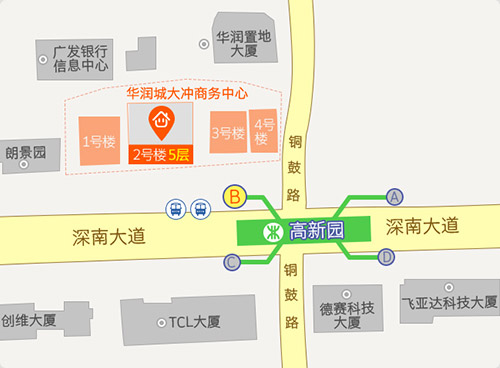 华润置地
大厦
广发银行
信息中心
华润城大冲商务中心
1号楼
2号楼 5层
3号楼
4号
楼
朗景园
铜鼓路
B
A
深南大道
高新园
深南大道
C
D
铜鼓路
创维大厦
TCL大厦
德赛科技
大厦
飞亚达科技大厦